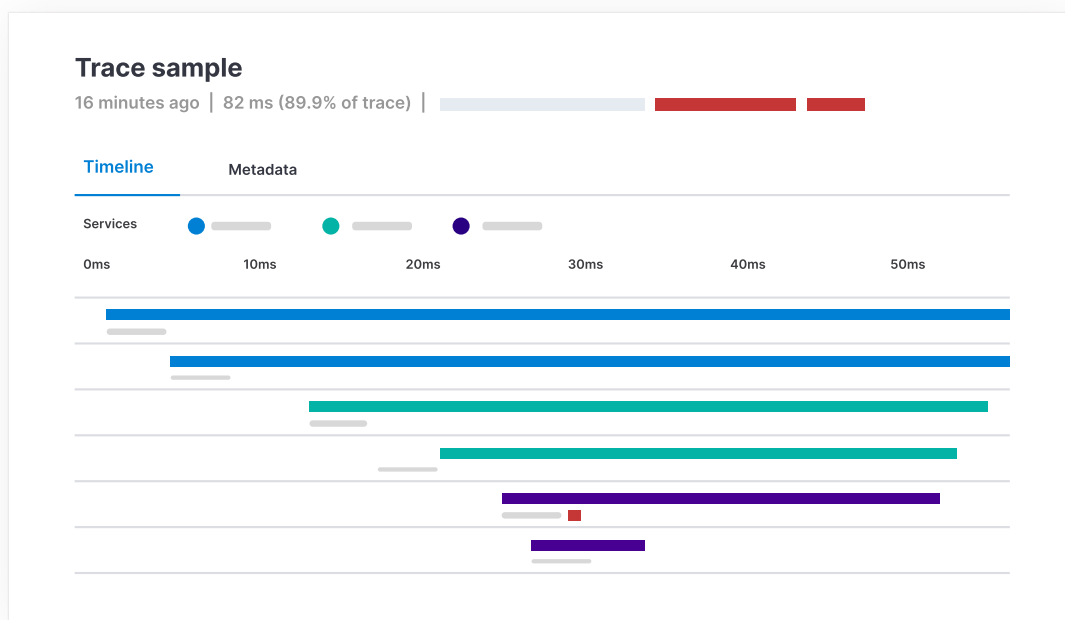 Trace sample
16 minutes ago | 82 ms (89.9% of trace) |
Timeline Metadata
Services
0ms 10ms 20ms 30ms 40ms 50ms